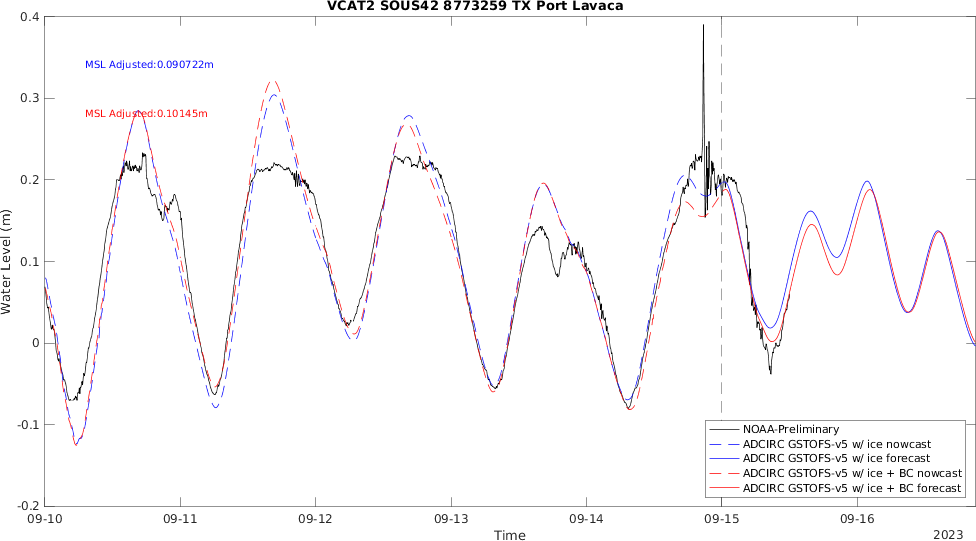 VCAT2 SOUS42 8773259 TX Port Lavaca
0.4
MSL Adjusted:0.090722m
0.3
MSL Adjusted:0.10145m
0.2
Water Level (m)
0.1
0
-0.1
NOAA-Preliminary
ADCIRC GSTOFS-v5 w/ ice nowcast
ADCIRC GSTOFS-v5 w/ ice forecast
ADCIRC GSTOFS-v5 w/ ice + BC nowcast
ADCIRC GSTOFS-v5 w/ ice + BC forecast
-0.2
09-10 09-11 09-12 09-13 09-14 09-15 09-16
Time
2023